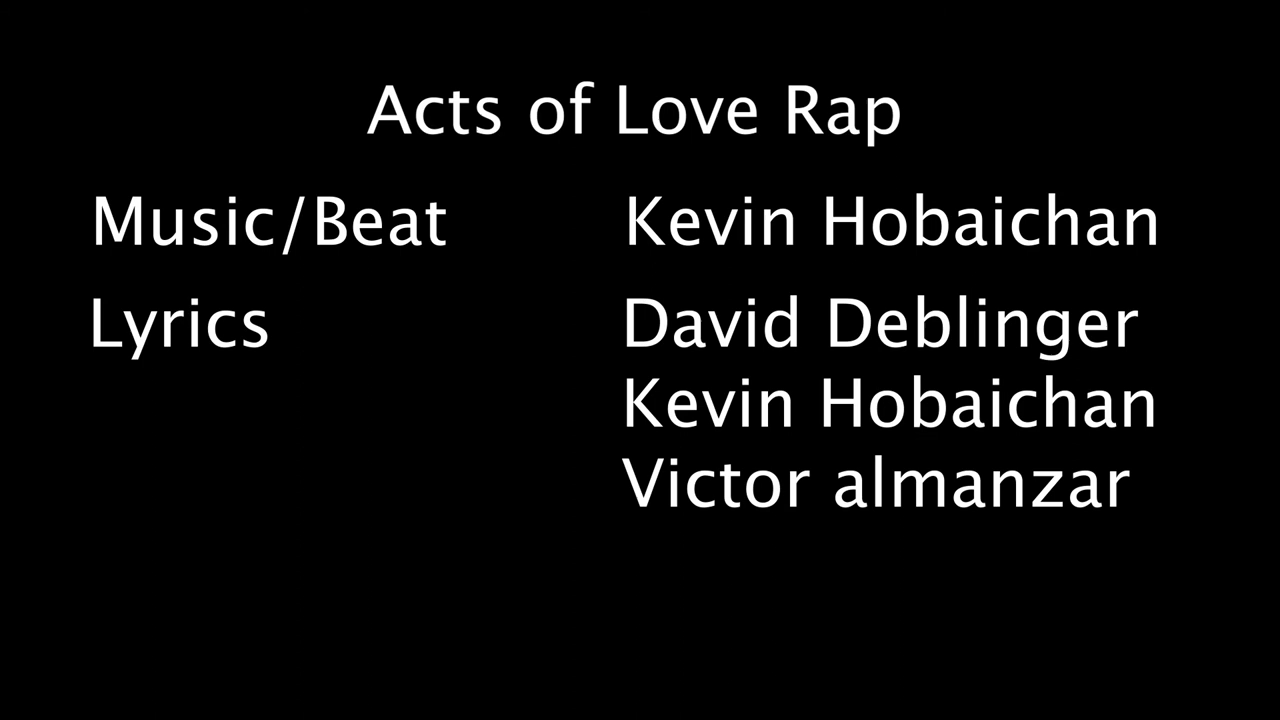 Acts of Love Rap
Music/Beat Kevin Hobaichan
Lyrics David Deblinger
Kevin Hobaichan
Victor almanzar